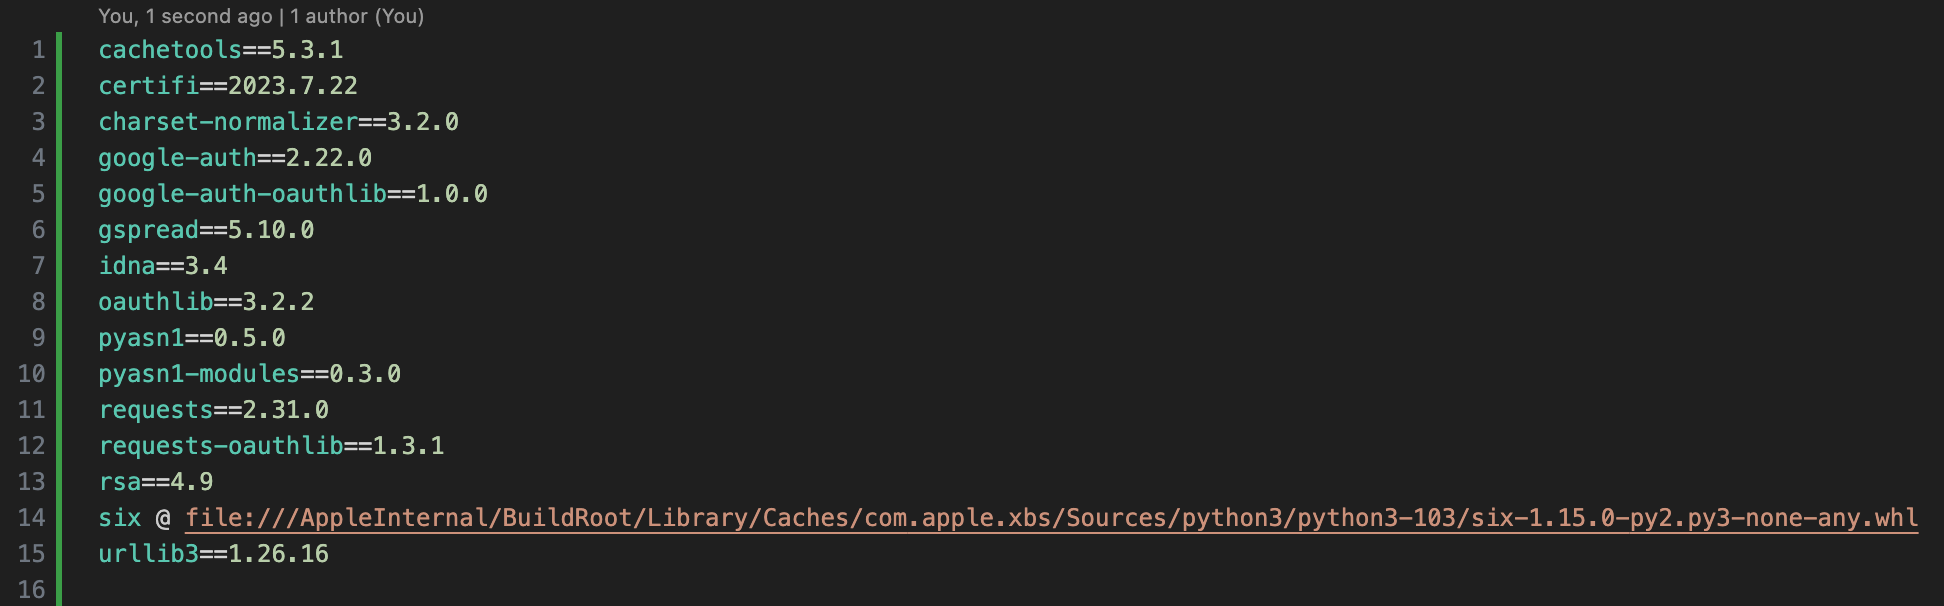 You, 1 second ago | 1 author (You)
1 cachetools==5.3.1
2 certifi==2023.7.22
3 charset-normalizer==3.2.0
4 google-auth==2.22.0
5 google-auth-oauthlib==1.0.0
6 gspread==5.10.0
7 idna==3.4
8 oauthlib==3.2.2
9 pyasn1==0.5.0
10 pyasn1-modules==0.3.0
11 requests==2.31.0
12 requests-oauthlib==1.3.1
13 rsa==4.9
14 six @ file:///AppleInternal/BuildRoot/Library/Caches/com.apple.xbs/Sources/python3/python3-103/six-1.15.0-py2.py3-none-any.whl
15 urllib3==1.26.16
16